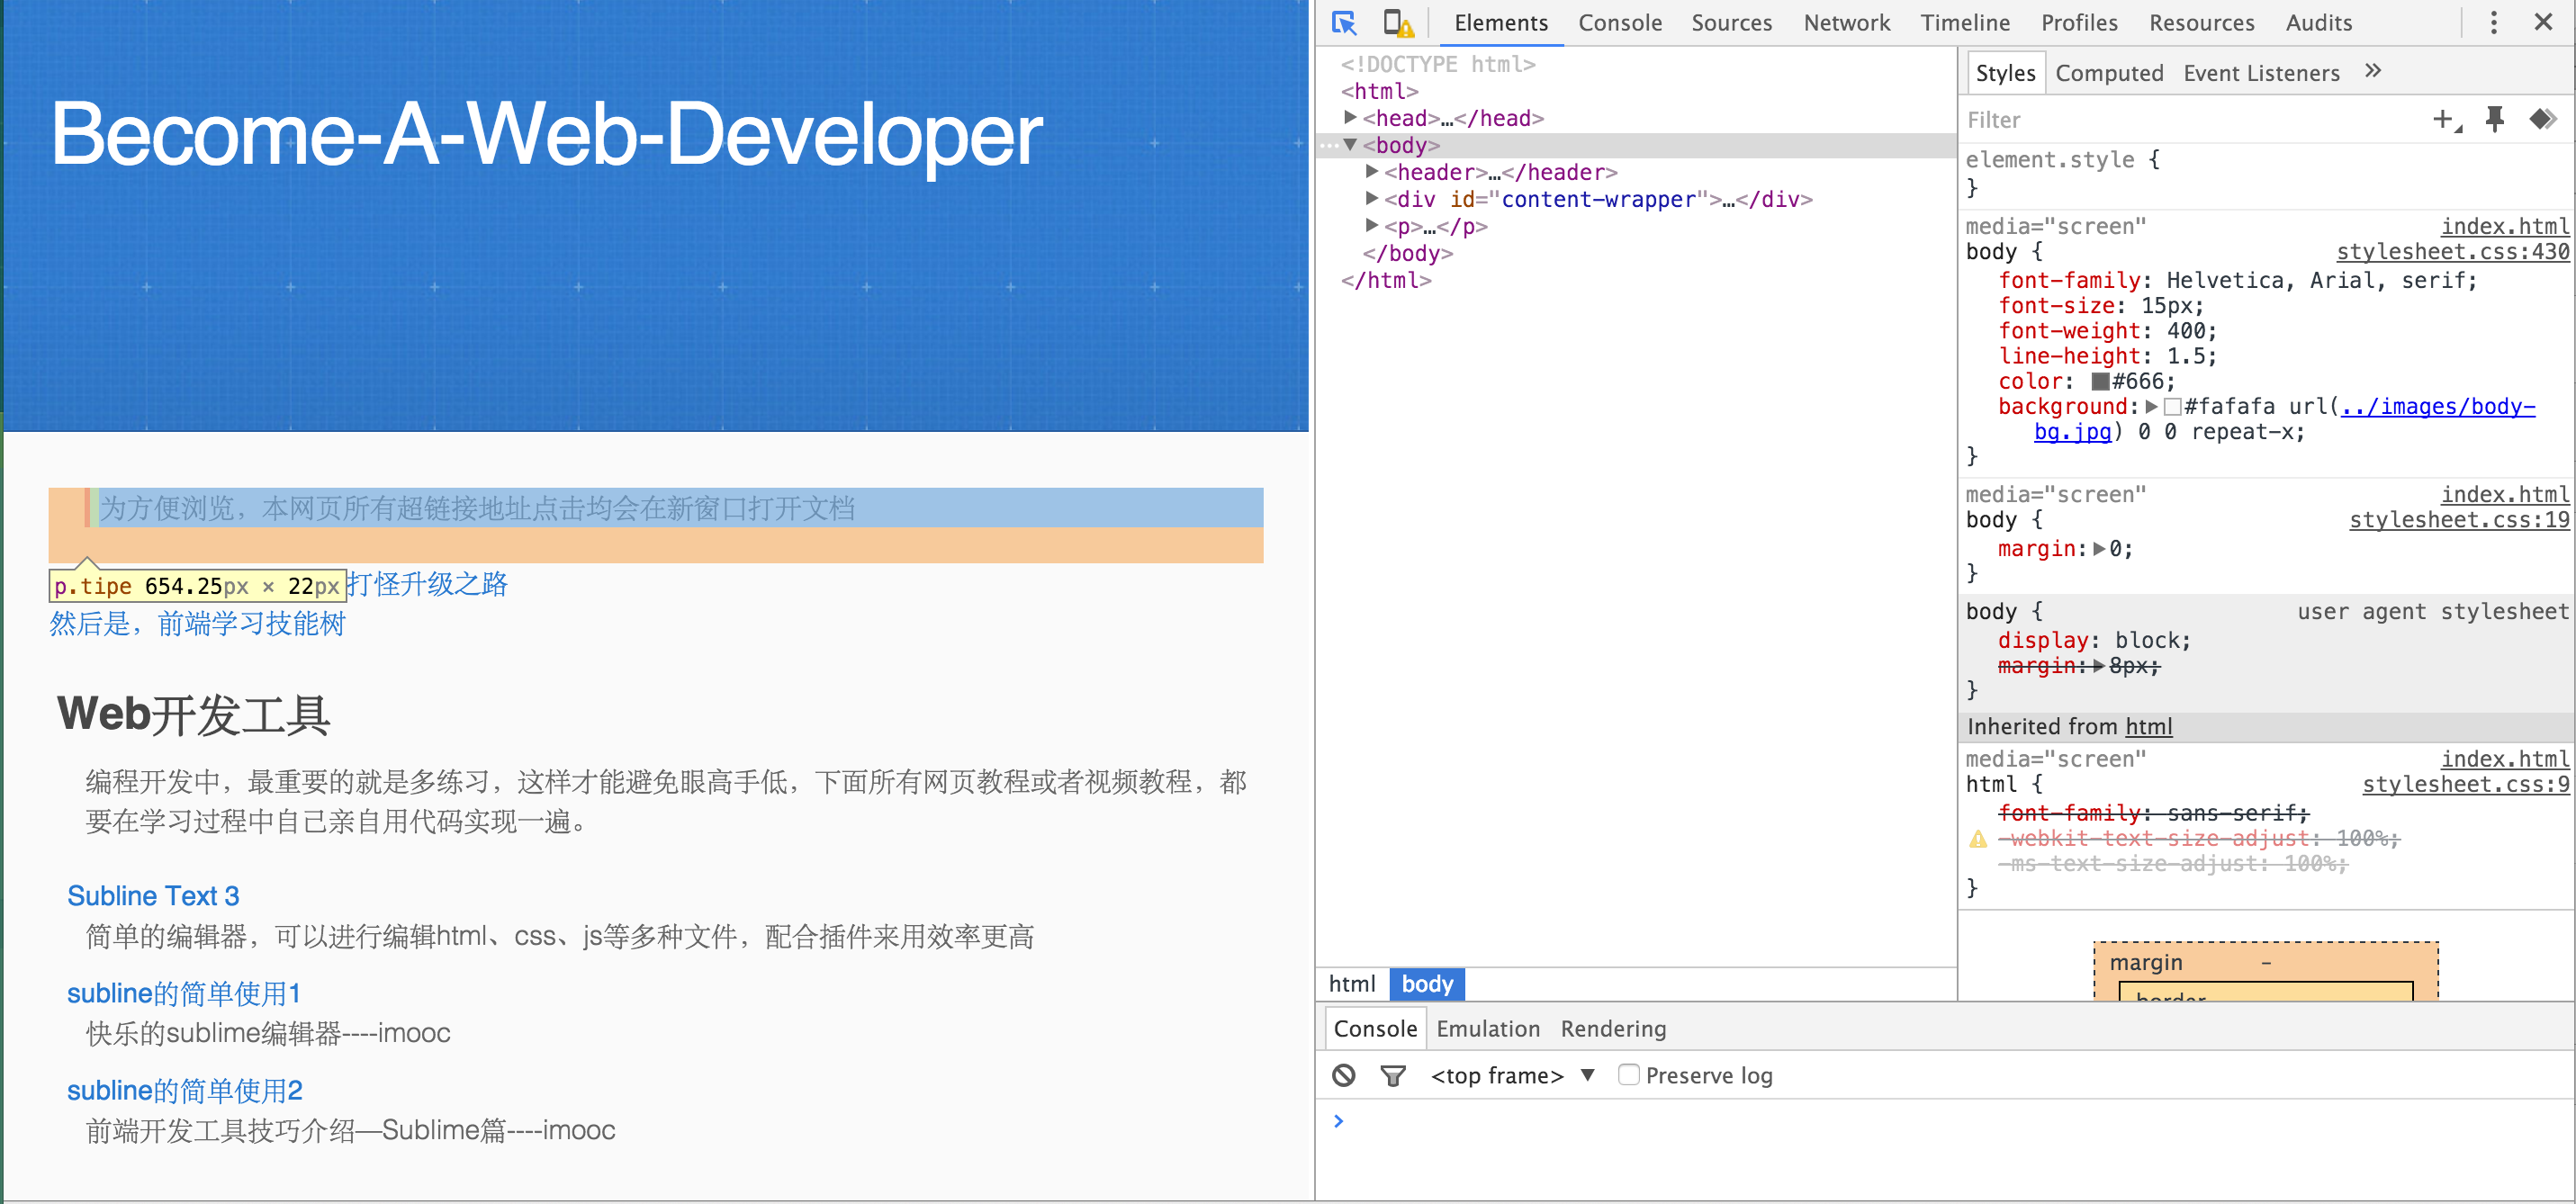 Become-A-Web-Developer
为方便浏览，本网页所有超链接地址点击均会在新窗口打开文档
p.tipe 654.25px × 22px
打怪升级之路
然后是，前端学习技能树
Web开发工具
编程开发中，最重要的就是多练习，这样才能避免眼高手低，下面所有网页教程或者视频教程，都
要在学习过程中自己亲自用代码实现一遍。
Subline Text 3
简单的编辑器，可以进行编辑html、css、js等多种文件，配合插件来用效率更高
subline的简单使用1
快乐的sublime编辑器----imooc
subline的简单使用2
前端开发工具技巧介绍—Sublime篇----imooc
Elements Console Sources Network Timeline Profiles Resources Audits
<!DOCTYPE html>
<html>
<head>…</head>
<body>
<header>…</header>
<div id="content-wrapper">…</div>
<p>…</p>
</body>
</html>
html body
Styles Computed Event Listeners »
Filter
element.style {
}
media="screen" index.html
body { stylesheet.css:430
font-family: Helvetica, Arial, serif;
font-size: 15px;
font-weight: 400;
line-height: 1.5;
color: #666;
background: #fafafa url(../images/body-
bg.jpg) 0 0 repeat-x;
}
media="screen" index.html
body { stylesheet.css:19
margin: 0;
}
body { user agent stylesheet
display: block;
margin: 8px;
}
Inherited from html
media="screen" index.html
html { stylesheet.css:9
font-family: sans-serif;
-webkit-text-size-adjust: 100%;
-ms-text-size-adjust: 100%;
}
margin –
border
Console Emulation Rendering
<top frame> ▼ Preserve log
>